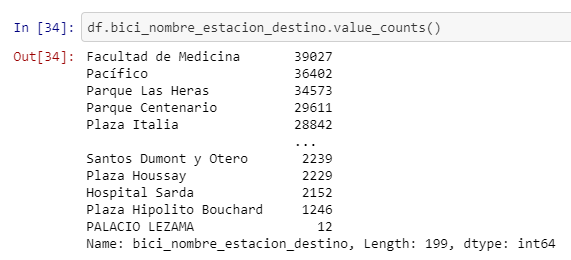 In [34]: df.bici_nombre_estacion_destino.value_counts()
Out[34]: Facultad de Medicina 39027
Pacífico 36402
Parque Las Heras 34573
Parque Centenario 29611
Plaza Italia 28842
...
Santos Dumont y Otero 2239
Plaza Houssay 2229
Hospital Sarda 2152
Plaza Hipolito Bouchard 1246
PALACIO LEZAMA 12
Name: bici_nombre_estacion_destino, Length: 199, dtype: int64